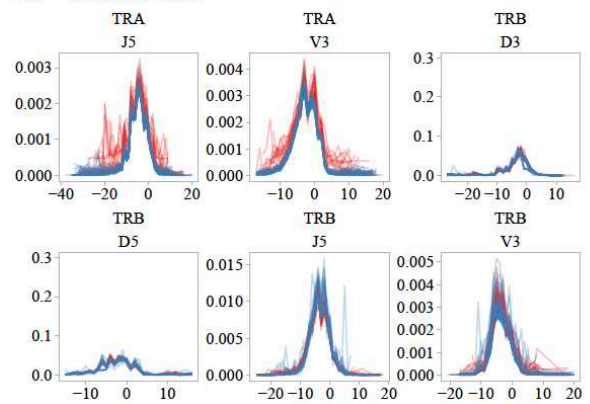 TRA TRA TRB
J5 V3 D3
0.003 0.004 0.3
0.002 0.003 0.2
0.001 0.002 0.1
0.000 0.001 0.0
0.000
−40 −20 0 20 −10 0 10 −20 −10 0 10
TRB TRB TRB
D5 J5 V3
0.3 0.015 0.005
0.2 0.010 0.004
0.1 0.005 0.003
0.0 0.000 0.002
0.001
0.000
−10 0 10 −20 −10 0 10 20 −20 −10 0 10 20